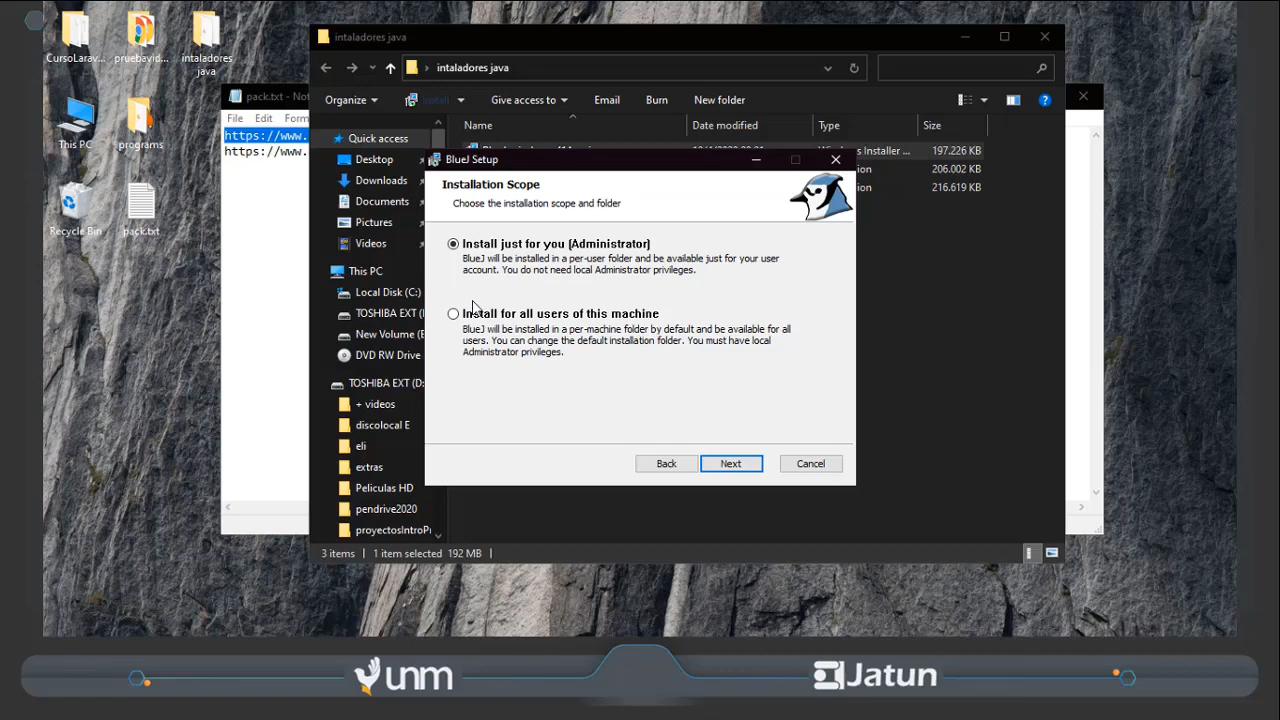 CursoLarav...
pruebavid...
intaladores
java
This PC
programs
Recycle Bin
pack.txt
pack.txt - Not
File Edit Form
https://www.
https://www.
intaladores java
intaladores java
Organize
Install
Give access to
Email
Burn
New folder
Name
Date modified
Type
Size
Windows Installer ...
197.226 KB
206.002 KB
216.619 KB
Quick access
Desktop
Downloads
Documents
Pictures
Videos
This PC
Local Disk (C:)
TOSHIBA EXT (
New Volume (E
DVD RW Drive
TOSHIBA EXT (D:
+ videos
discolocal E
eli
extras
Peliculas HD
pendrive2020
proyectosIntroPr
3 items
1 item selected 192 MB
BlueJ Setup
Installation Scope
Choose the installation scope and folder
Install just for you (Administrator)
BlueJ will be installed in a per-user folder and be available just for your user
account. You do not need local Administrator privileges.
Install for all users of this machine
BlueJ will be installed in a per-machine folder by default and be available for all
users. You can change the default installation folder. You must have local
Administrator privileges.
Back
Next
Cancel
unm
Jatun